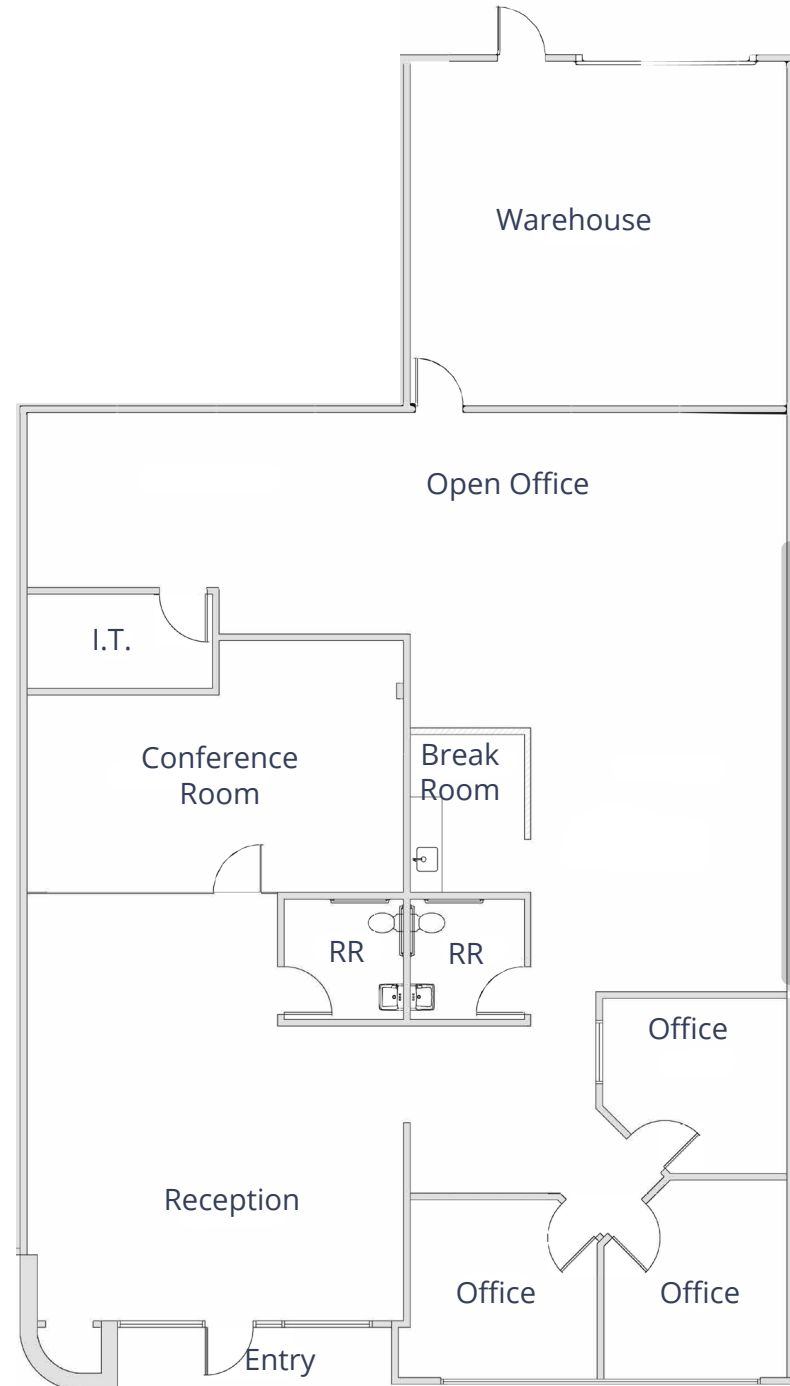 Warehouse
Open Office
I.T.
Conference
Room
Break
Room
RR
RR
Office
Reception
Office
Office
Entry